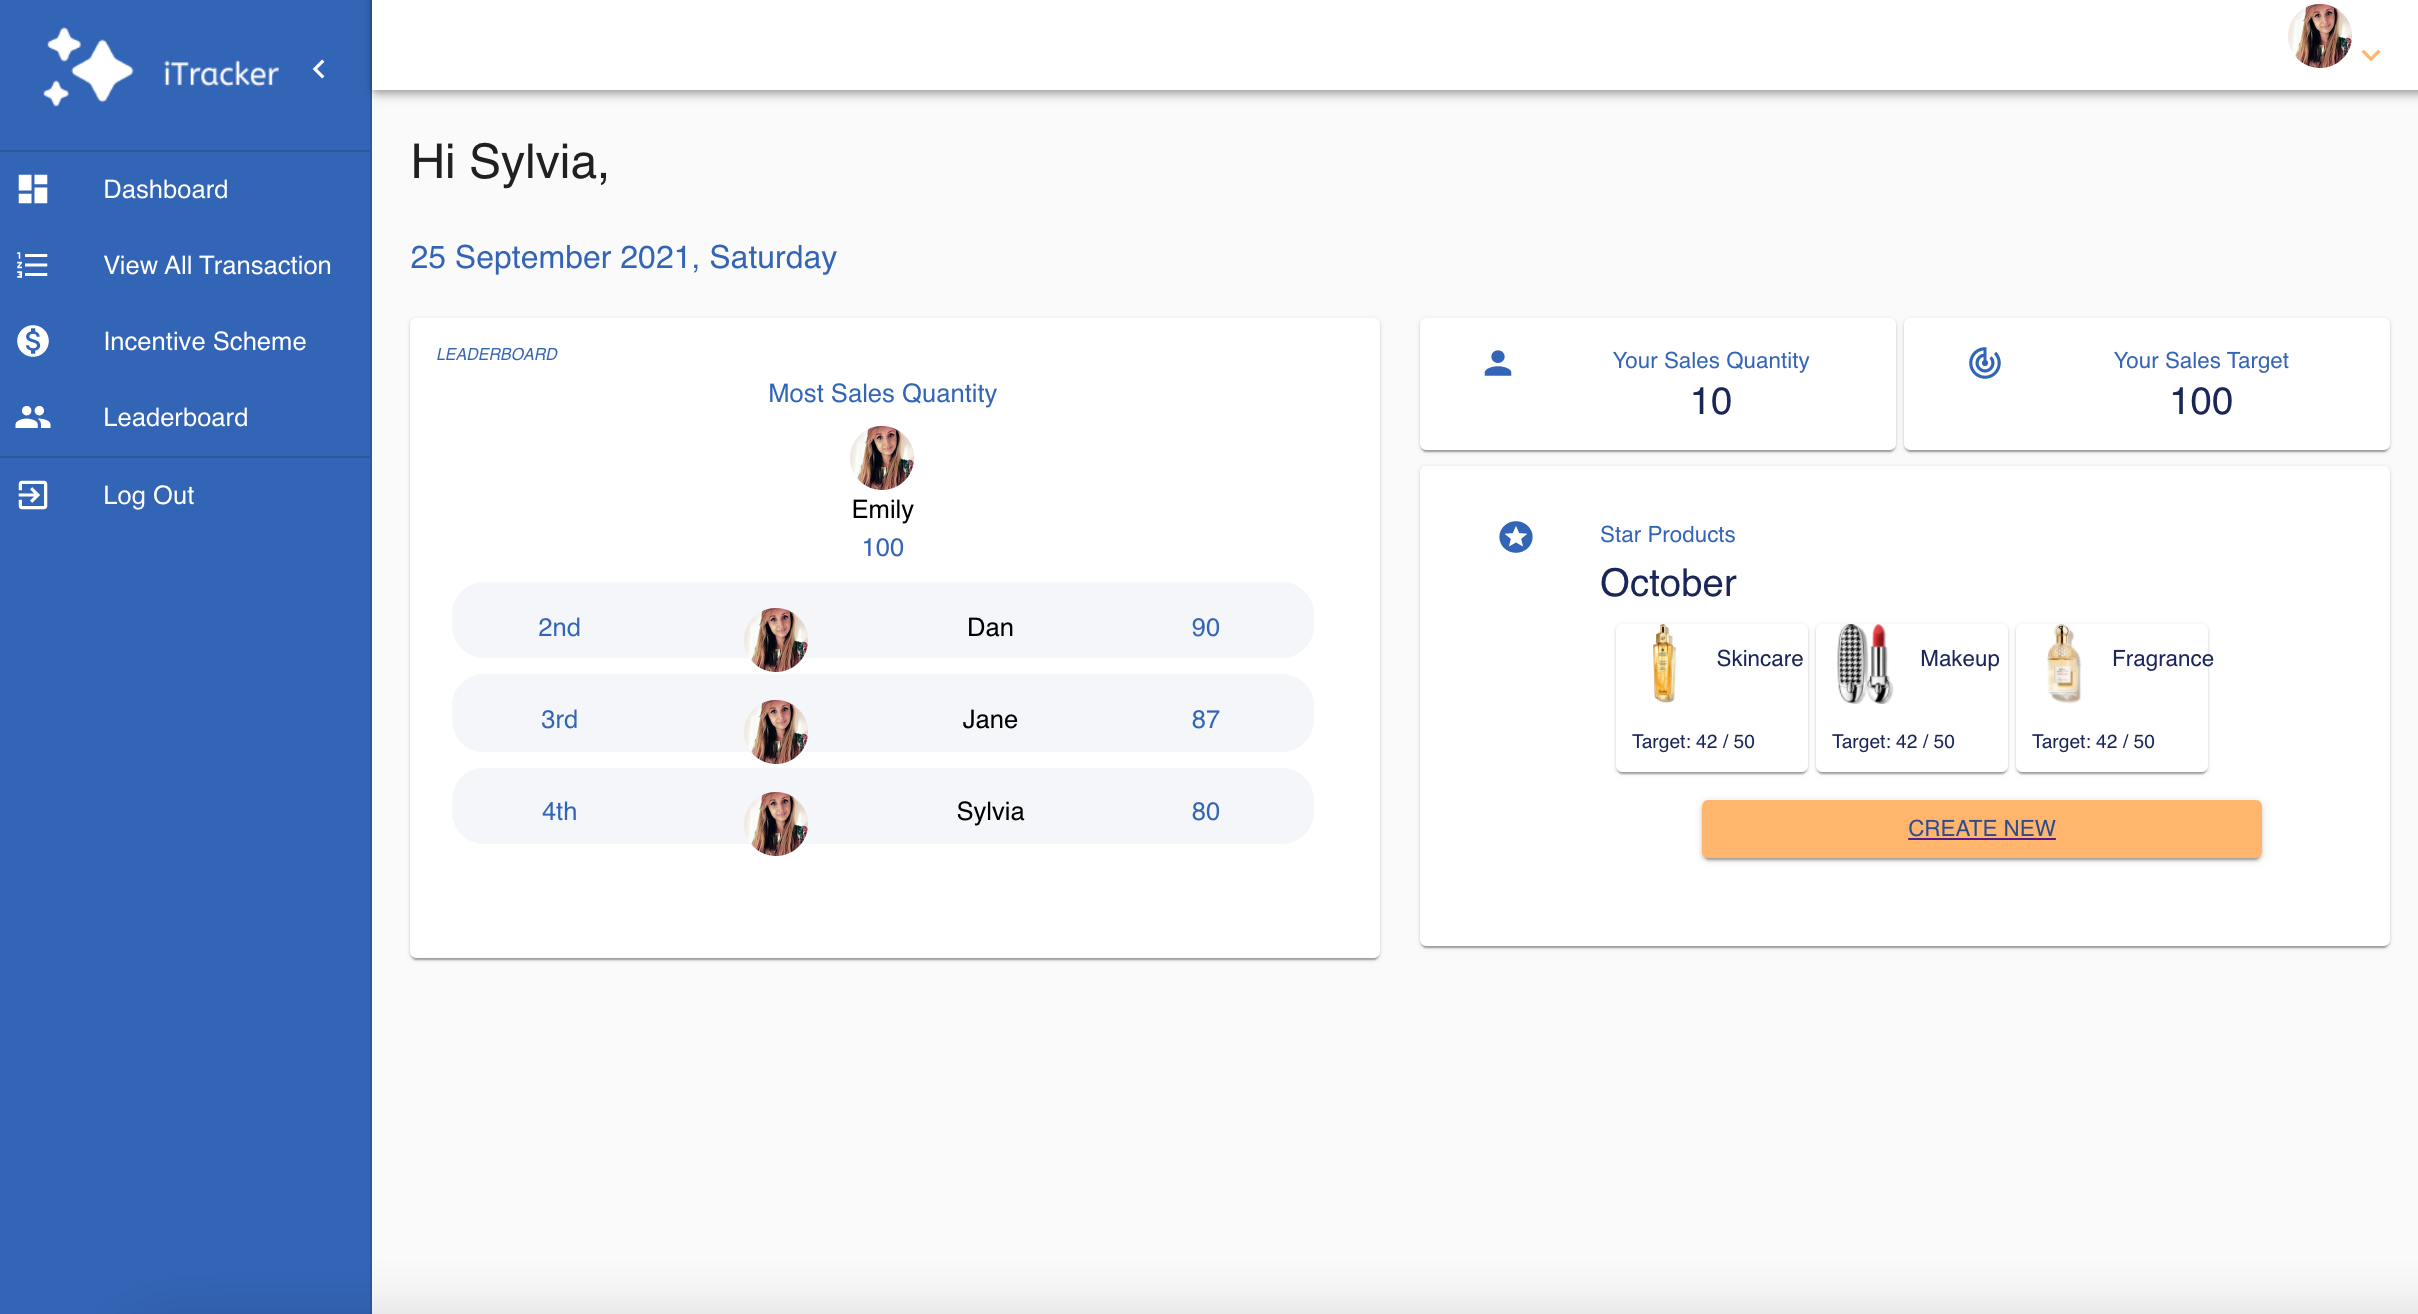 iTracker
Dashboard
View All Transaction
Incentive Scheme
Leaderboard
Log Out
Hi Sylvia,
25 September 2021, Saturday
LEADERBOARD
Most Sales Quantity
Emily
100
2nd Dan 90
3rd Jane 87
4th Sylvia 80
Your Sales Quantity
10
Your Sales Target
100
Star Products
October
Skincare
Target: 42 / 50
Makeup
Target: 42 / 50
Fragrance
Target: 42 / 50
CREATE NEW